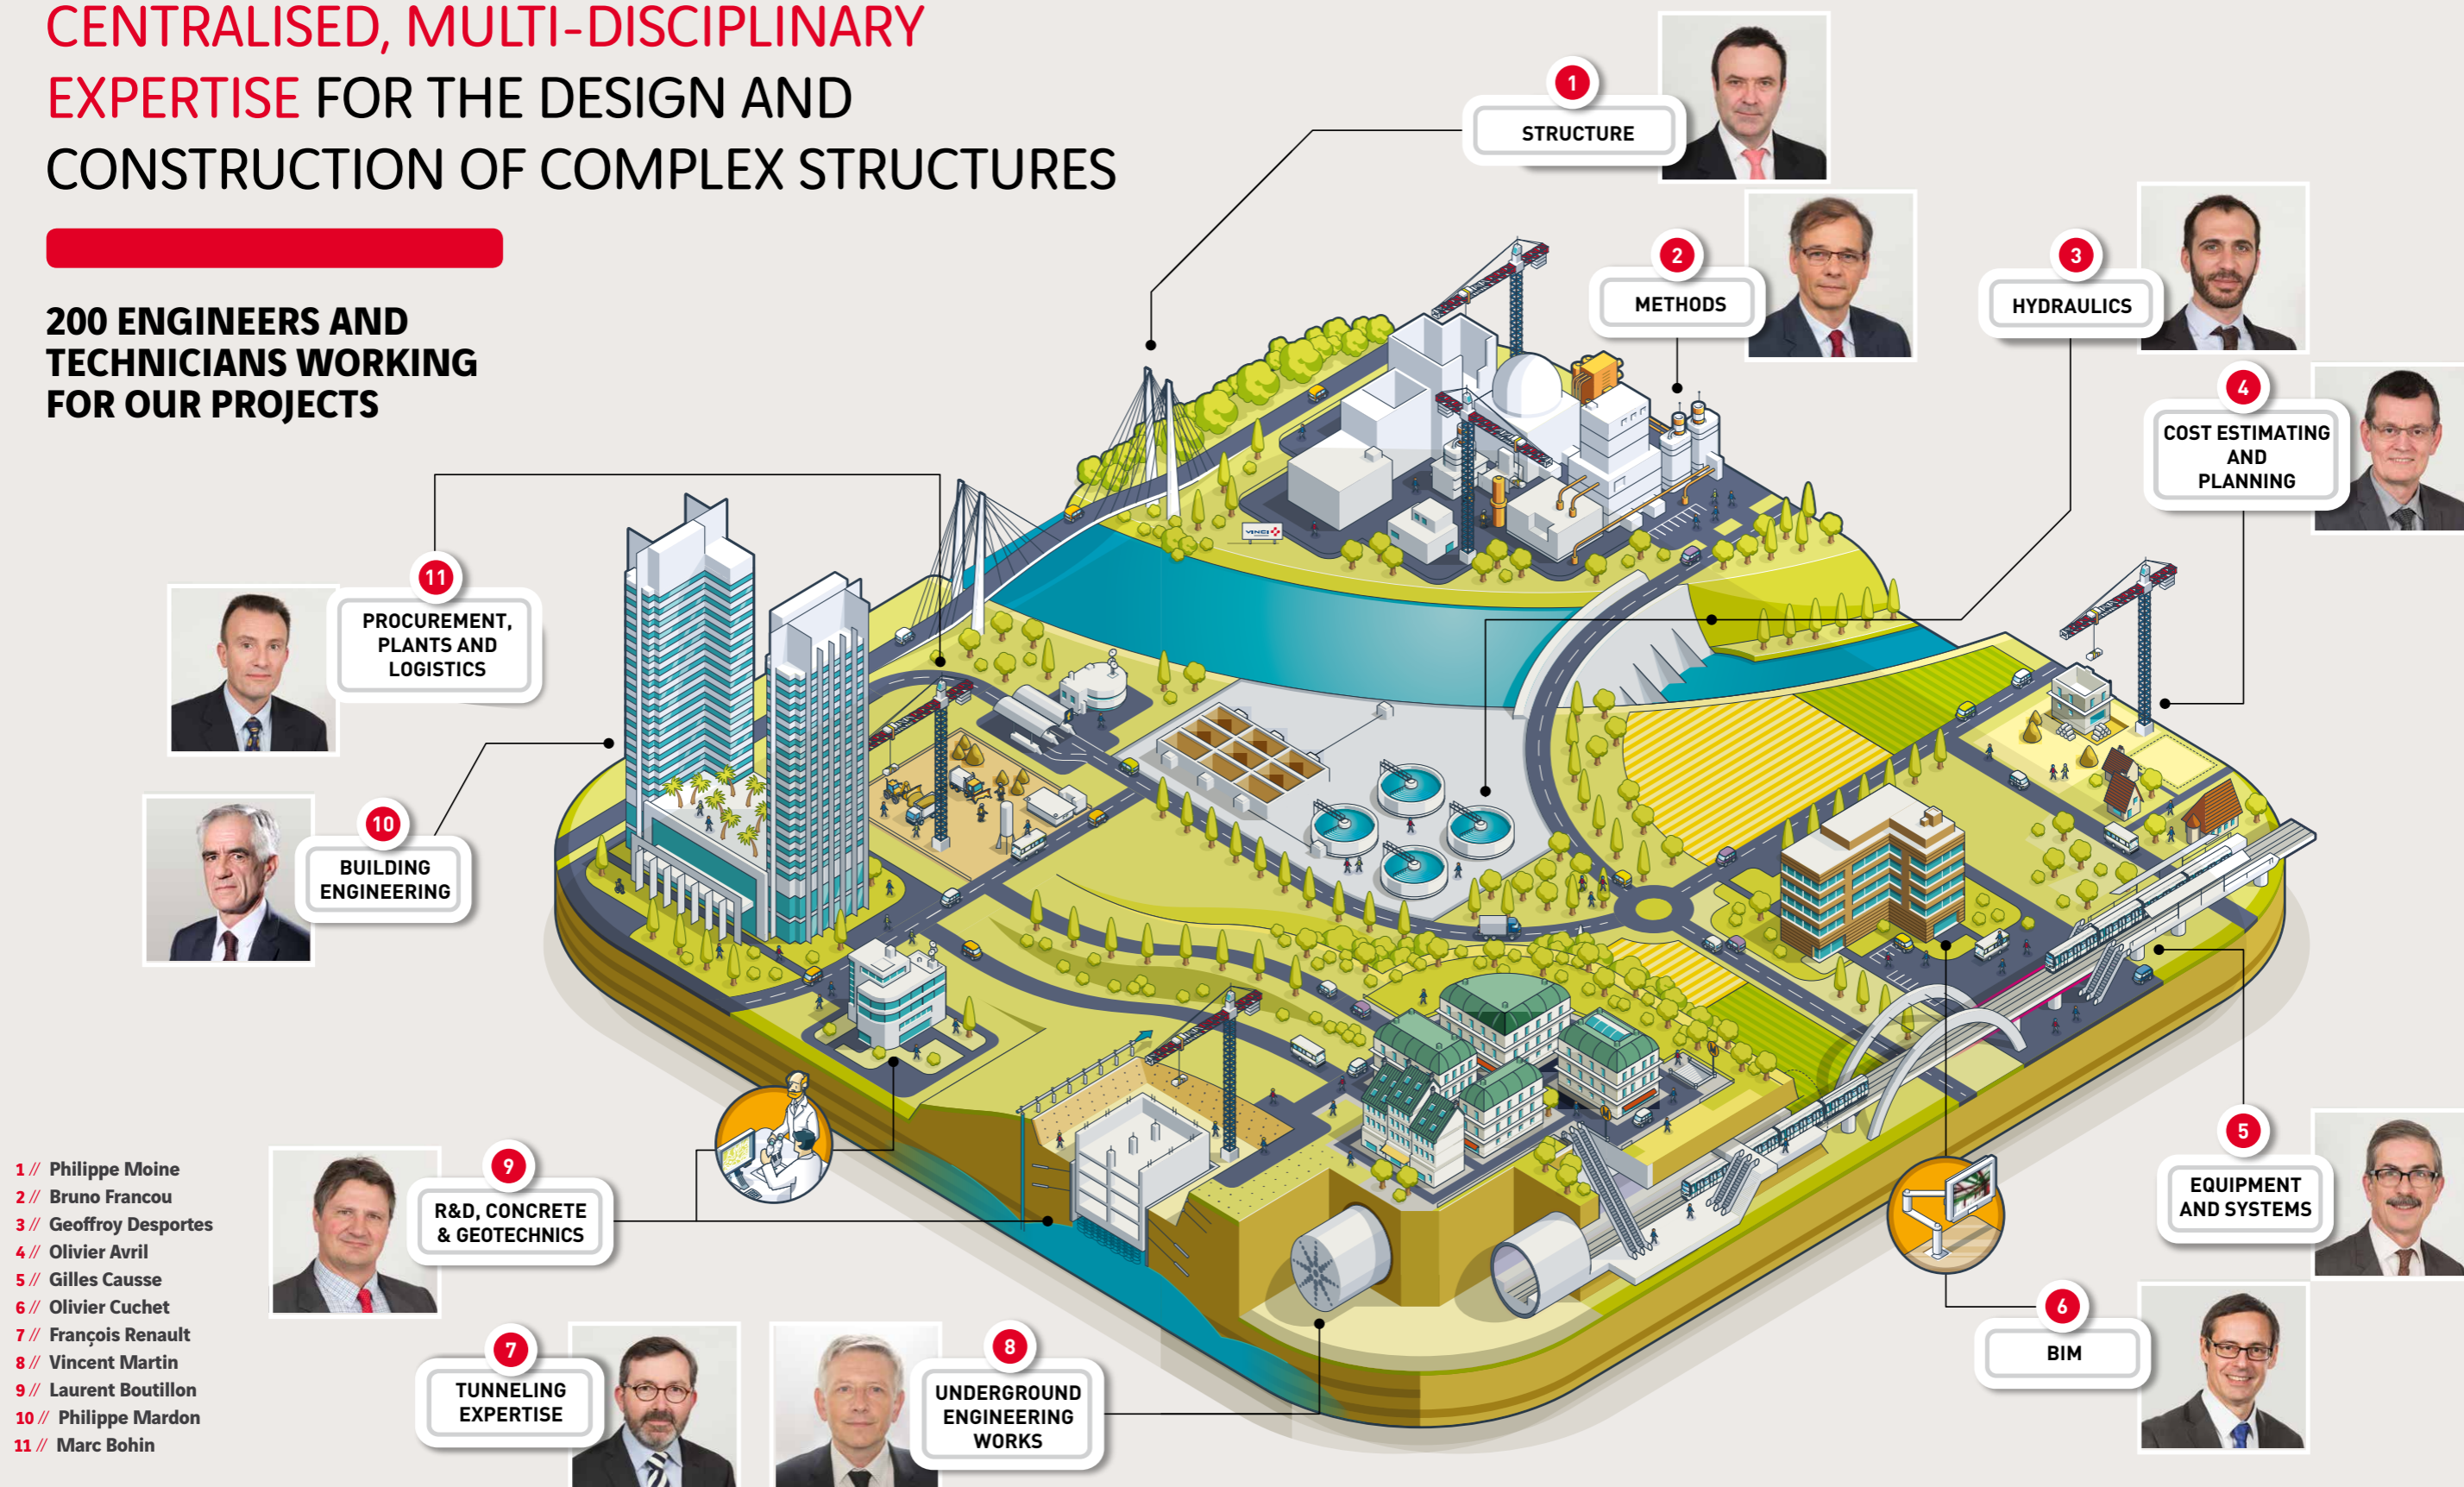 CENTRALISED, MULTI-DISCIPLINARY
EXPERTISE FOR THE DESIGN AND
CONSTRUCTION OF COMPLEX STRUCTURES
200 ENGINEERS AND
TECHNICIANS WORKING
FOR OUR PROJECTS
1
STRUCTURE
2
METHODS
3
HYDRAULICS
4
COST ESTIMATING
AND
PLANNING
VINCI
11
PROCUREMENT,
PLANTS AND
LOGISTICS
10
BUILDING
ENGINEERING
5
EQUIPMENT
AND SYSTEMS
9
R&D, CONCRETE
& GEOTECHNICS
6
BIM
7
TUNNELING
EXPERTISE
8
UNDERGROUND
ENGINEERING
WORKS
1 // Philippe Moine
2 // Bruno Francou
3 // Geoffroy Desportes
4 // Olivier Avril
5 // Gilles Causse
6 // Olivier Cuchet
7 // François Renault
8 // Vincent Martin
9 // Laurent Boutillon
10 // Philippe Mardon
11 // Marc Bohin